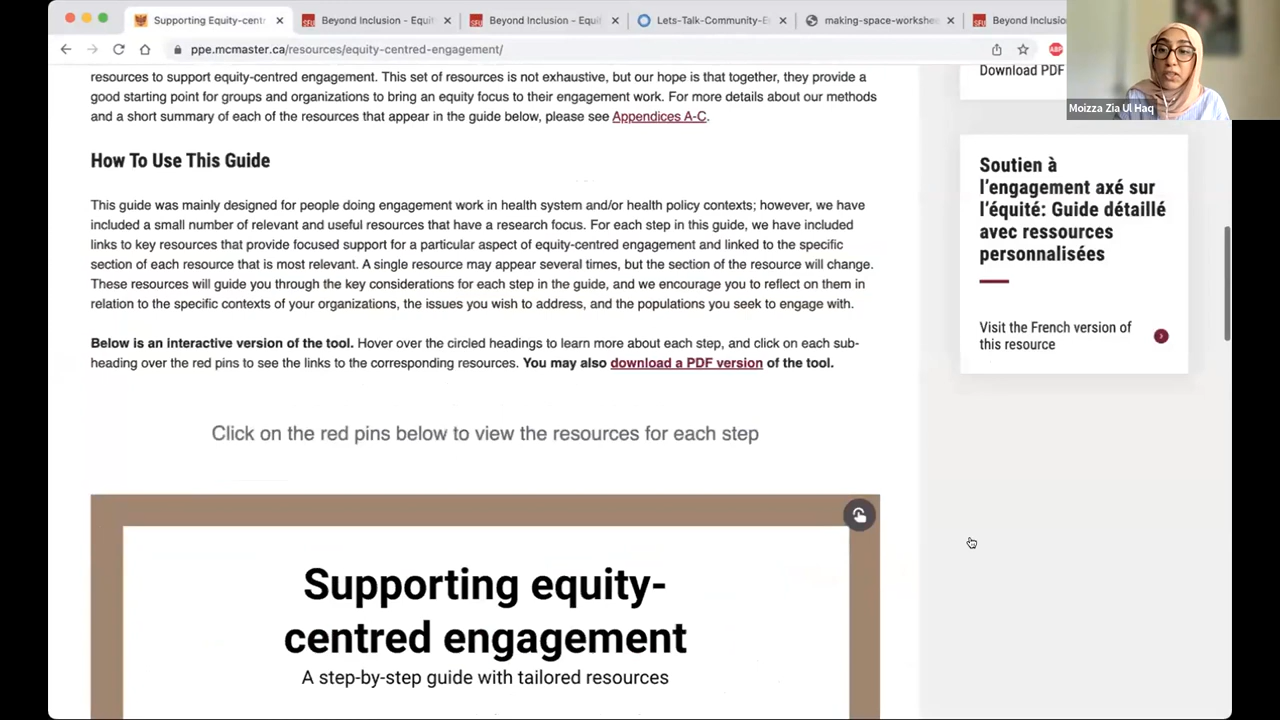 Supporting Equity-cent
Beyond Inclusion - Equit
Beyond Inclusion - Equit
Lets-Talk-Community-E
making-space-workshe
Beyond Inclusio
ppe.mcmaster.ca/resources/equity-centred-engagement/
ABP
Moizza Zia Ul Haq
resources to support equity-centred engagement. This set of resources is not exhaustive, but our hope is that together, they provide a
good starting point for groups and organizations to bring an equity focus to their engagement work. For more details about our methods
and a short summary of each of the resources that appear in the guide below, please see Appendices A-C.
How To Use This Guide
This guide was mainly designed for people doing engagement work in health system and/or health policy contexts; however, we have
included a small number of relevant and useful resources that have a research focus. For each step in this guide, we have included
links to key resources that provide focused support for a particular aspect of equity-centred engagement and linked to the specific
section of each resource that is most relevant. A single resource may appear several times, but the section of the resource will change.
These resources will guide you through the key considerations for each step in the guide, and we encourage you to reflect on them in
relation to the specific contexts of your organizations, the issues you wish to address, and the populations you seek to engage with.
Below is an interactive version of the tool. Hover over the circled headings to learn more about each step, and click on each sub-
heading over the red pins to see the links to the corresponding resources. You may also download a PDF version of the tool.
Click on the red pins below to view the resources for each step
Supporting equity-
centred engagement
A step-by-step guide with tailored resources
Download PDF
Soutien à
l'engagement axé sur
l'équité: Guide détaillé
avec ressources
personnalisées
Visit the French version of
this resource